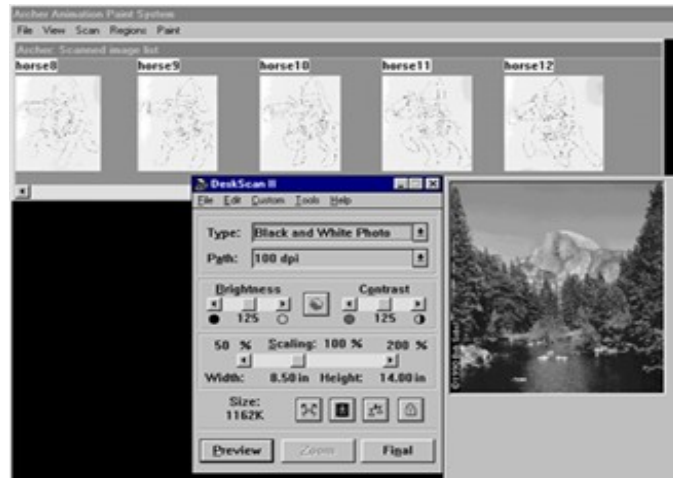 Archer Animation Paint System
File View Scan Regions Paint
Archer: Scanned image list
horse8 horse9 horse10 horse11 horse12
DeskScan II
File Edit Custom Tools Help
Type: Black and White Photo
Path: 100 dpi
Brightness Contrast
125 125
50 % Scaling: 100 % 200 %
Width: 8.50 in Height: 14.00 in
Size:
1162K
Preview Zoom Final